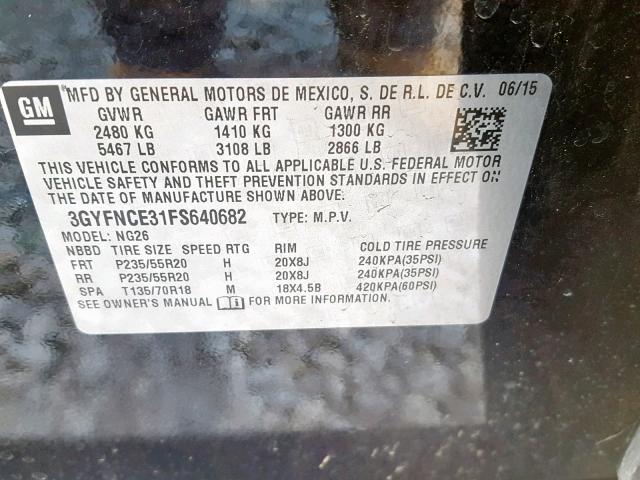 GM
MFD BY GENERAL MOTORS DE MEXICO, S. DE R.L. DE C.V. 06/15
GVWR GAWR FRT GAWR RR
2480 KG 1410 KG 1300 KG
5467 LB 3108 LB 2866 LB
THIS VEHICLE CONFORMS TO ALL APPLICABLE U.S. FEDERAL MOTOR
VEHICLE SAFETY AND THEFT PREVENTION STANDARDS IN EFFECT ON THE
DATE OF MANUFACTURE SHOWN ABOVE.
3GYFNCE31FS640682 TYPE: M.P.V.
MODEL: NG26
NBBD TIRE SIZE SPEED RTG RIM COLD TIRE PRESSURE
FRT P235/55R20 H 20X8J 240KPA(35PSI)
RR P235/55R20 H 20X8J 240KPA(35PSI)
SPA T135/70R18 M 18X4.5B 420KPA(60PSI)
SEE OWNER'S MANUAL FOR MORE INFORMATION.